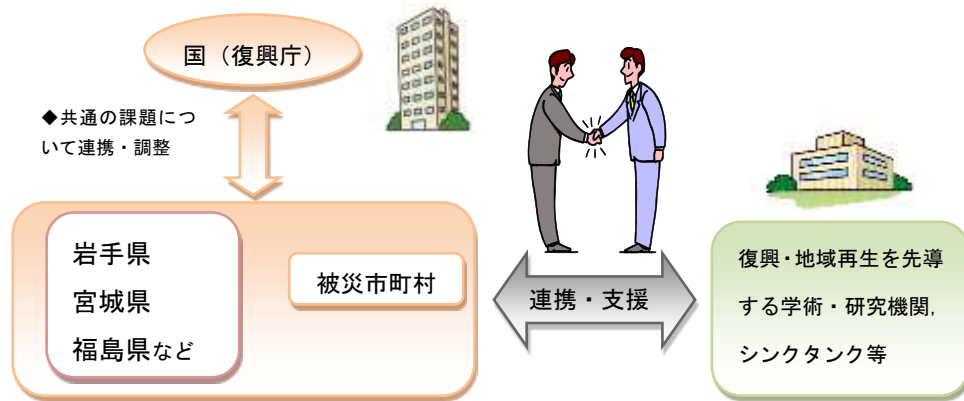 国（復興庁）
◆共通の課題につ
いて連携・調整
岩手県
宮城県
福島県など
被災市町村
連携・支援
復興・地域再生を先導
する学術・研究機関,
シンクタンク等